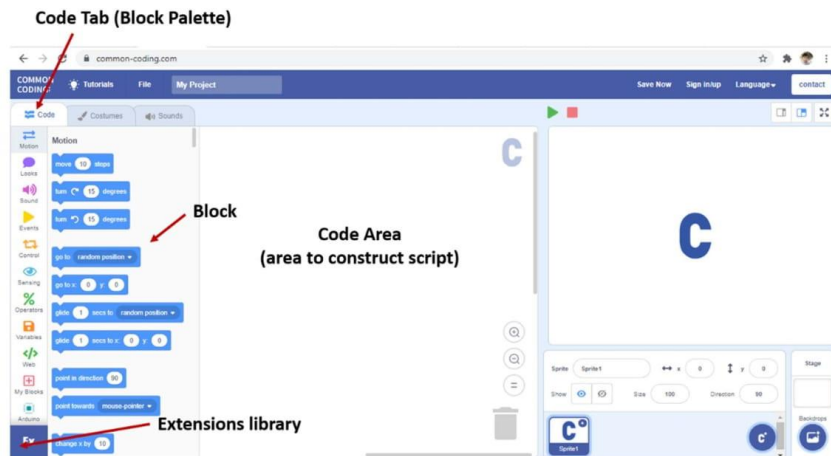 Code Tab (Block Palette)
common-coding.com
COMMON CODING: Tutorials File My Project Save Now Sign in/up Language contact
Code Costumes Sounds
Motion
Looks
Sound
Events
Control
Sensing
Operators
Variables
Web
My Blocks
Arduino
Ex
Motion
move 10 steps
turn 15 degrees
turn 15 degrees
go to random position
go to x: 0 y: 0
glide 1 secs to random position
glide 1 secs to x: 0 y: 0
point in direction 90
point towards mouse-pointer
change x by 10
Block
Extensions library
C
Code Area
(area to construct script)
C
Sprite Sprite1 x 0 y 0
Show Size 100 Direction 90
C
Sprite1
C
Stage
Backdrops